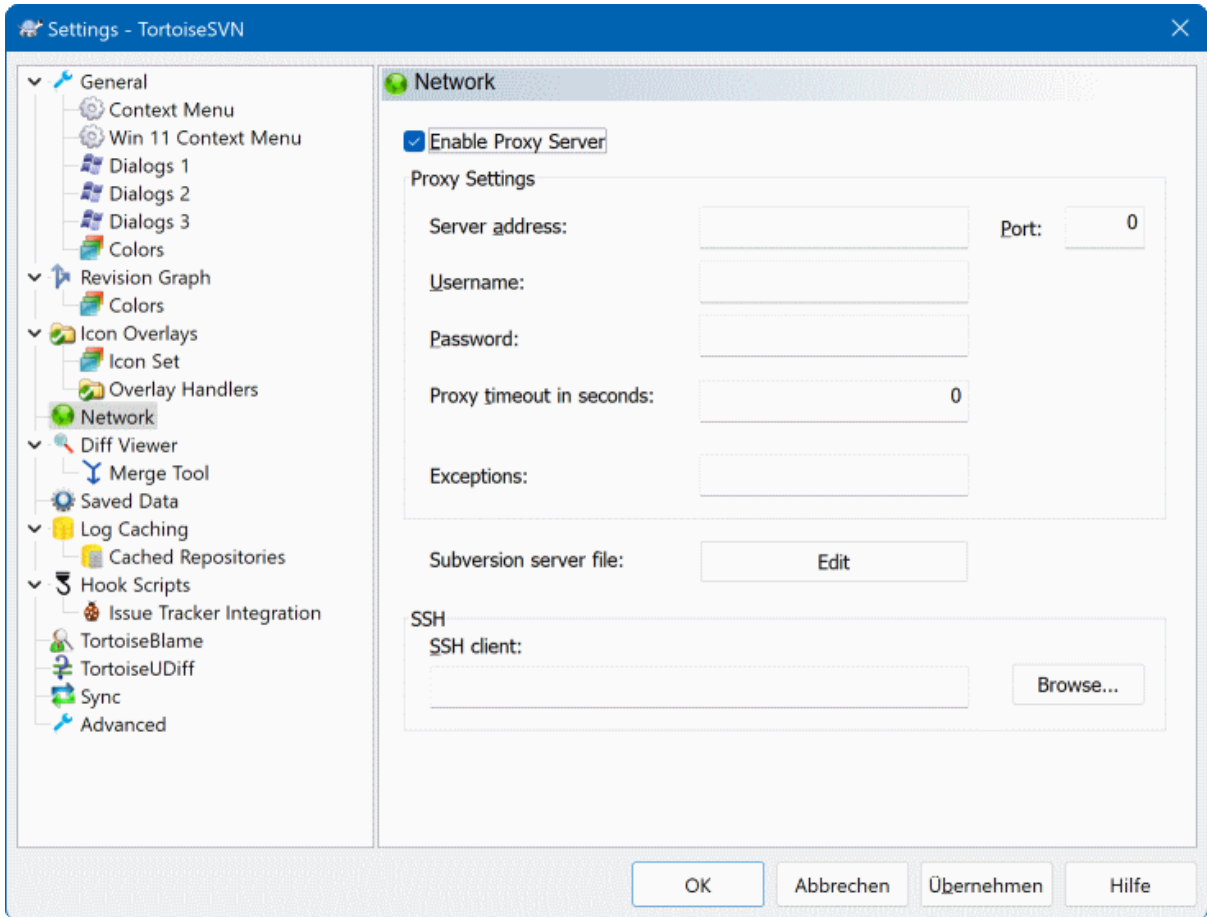 Settings - TortoiseSVN
General
Context Menu
Win 11 Context Menu
Dialogs 1
Dialogs 2
Dialogs 3
Colors
Revision Graph
Colors
Icon Overlays
Icon Set
Overlay Handlers
Network
Diff Viewer
Merge Tool
Saved Data
Log Caching
Cached Repositories
Hook Scripts
Issue Tracker Integration
TortoiseBlame
TortoiseUDiff
Sync
Advanced
Network
Enable Proxy Server
Proxy Settings
Server address: Port: 0
Username:
Password:
Proxy timeout in seconds: 0
Exceptions:
Subversion server file: Edit
SSH
SSH client:
Browse...
OK Abbrechen Übernehmen Hilfe